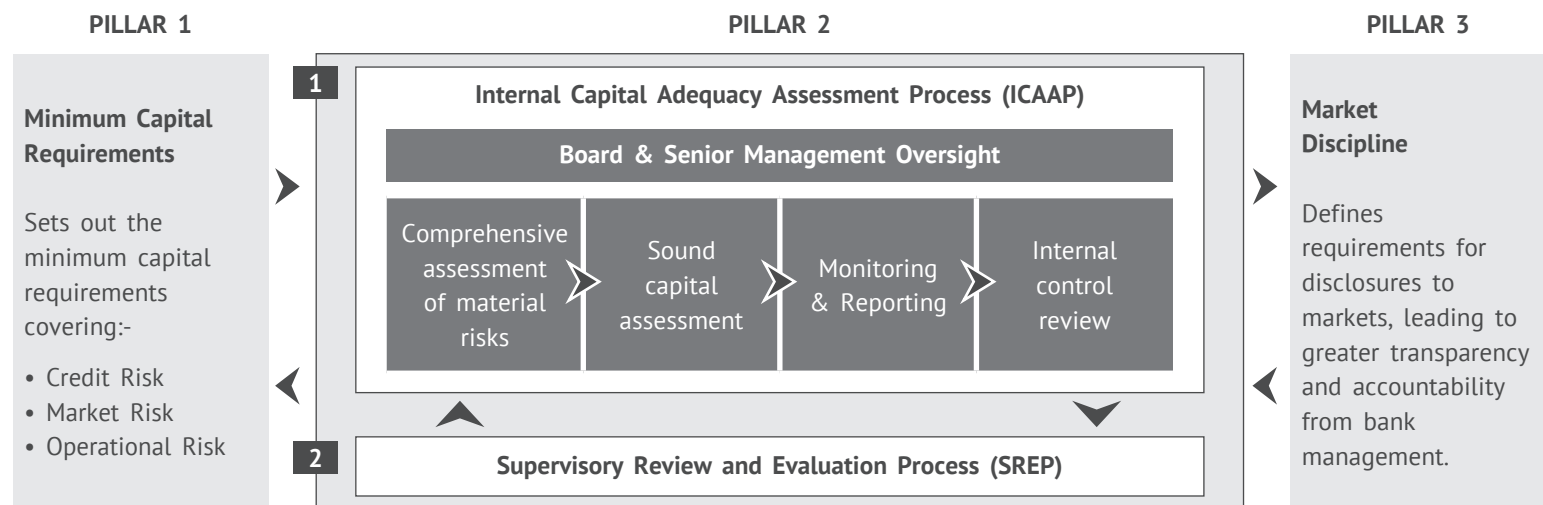 PILLAR 1
Minimum Capital
Requirements
Sets out the
minimum capital
requirements
covering:-
• Credit Risk
• Market Risk
• Operational Risk
PILLAR 2
1
Internal Capital Adequacy Assessment Process (ICAAP)
Board & Senior Management Oversight
Comprehensive
assessment
of material
risks
Sound
capital
assessment
Monitoring
& Reporting
Internal
control
review
2
Supervisory Review and Evaluation Process (SREP)
PILLAR 3
Market
Discipline
Defines
requirements for
disclosures to
markets, leading to
greater transparency
and accountability
from bank
management.